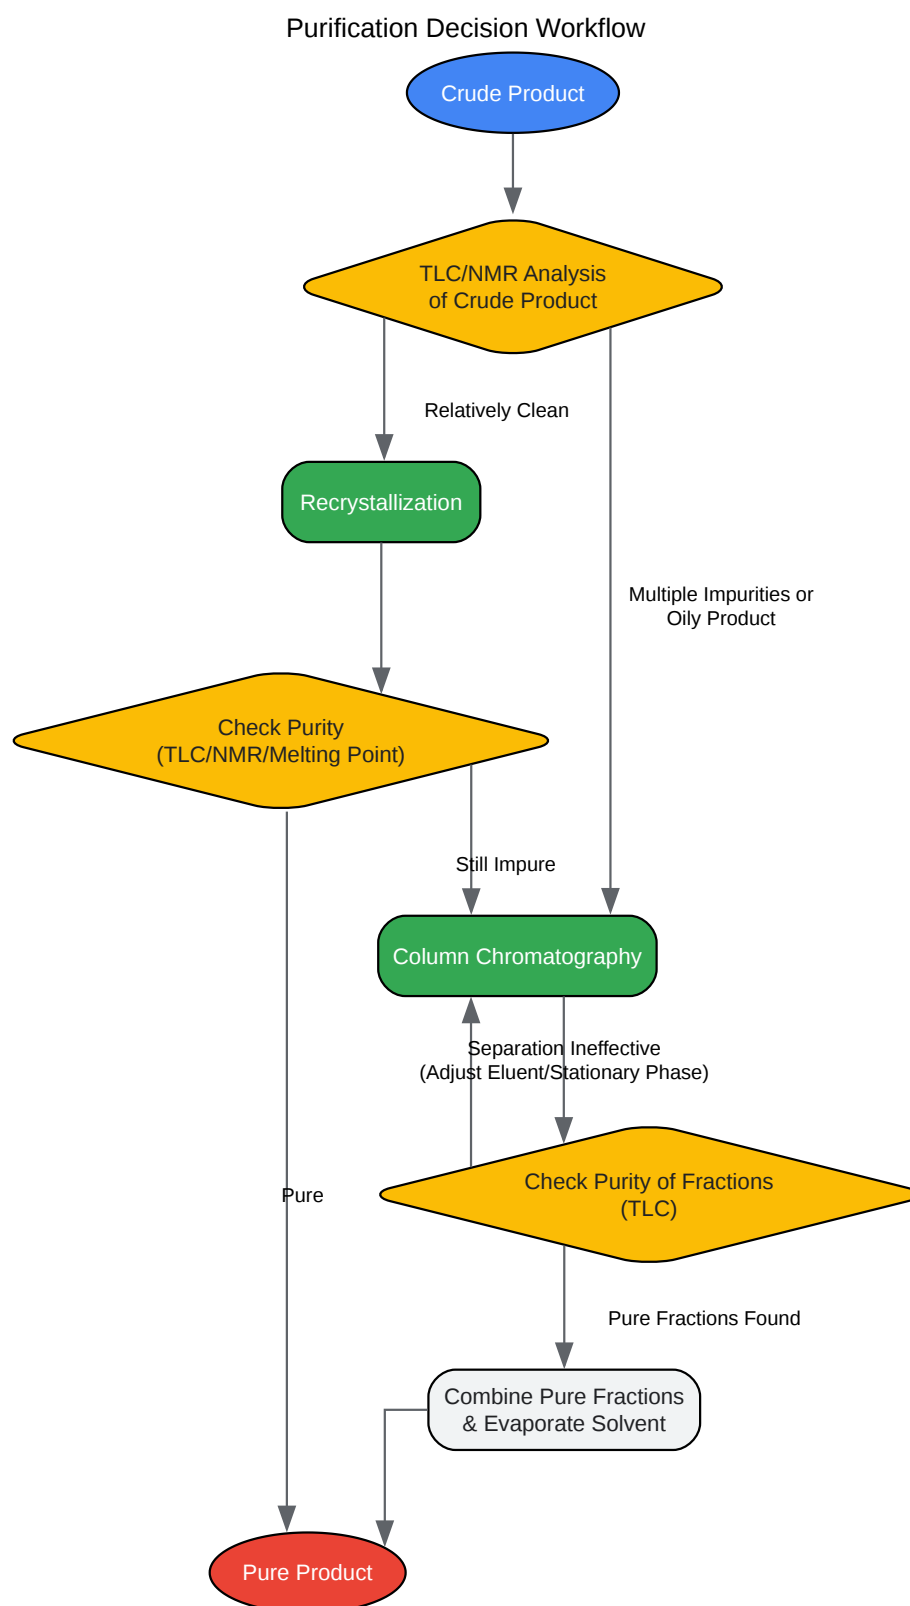 Purification Decision Workflow
Crude Product
TLC/NMR Analysis
of Crude Product
Relatively Clean
Recrystallization
Multiple Impurities or
Oily Product
Check Purity
(TLC/NMR/Melting Point)
Still Impure
Column Chromatography
Separation Ineffective
(Adjust Eluent/Stationary Phase)
Check Purity of Fractions
(TLC)
Pure
Pure Fractions Found
Combine Pure Fractions
& Evaporate Solvent
Pure Product